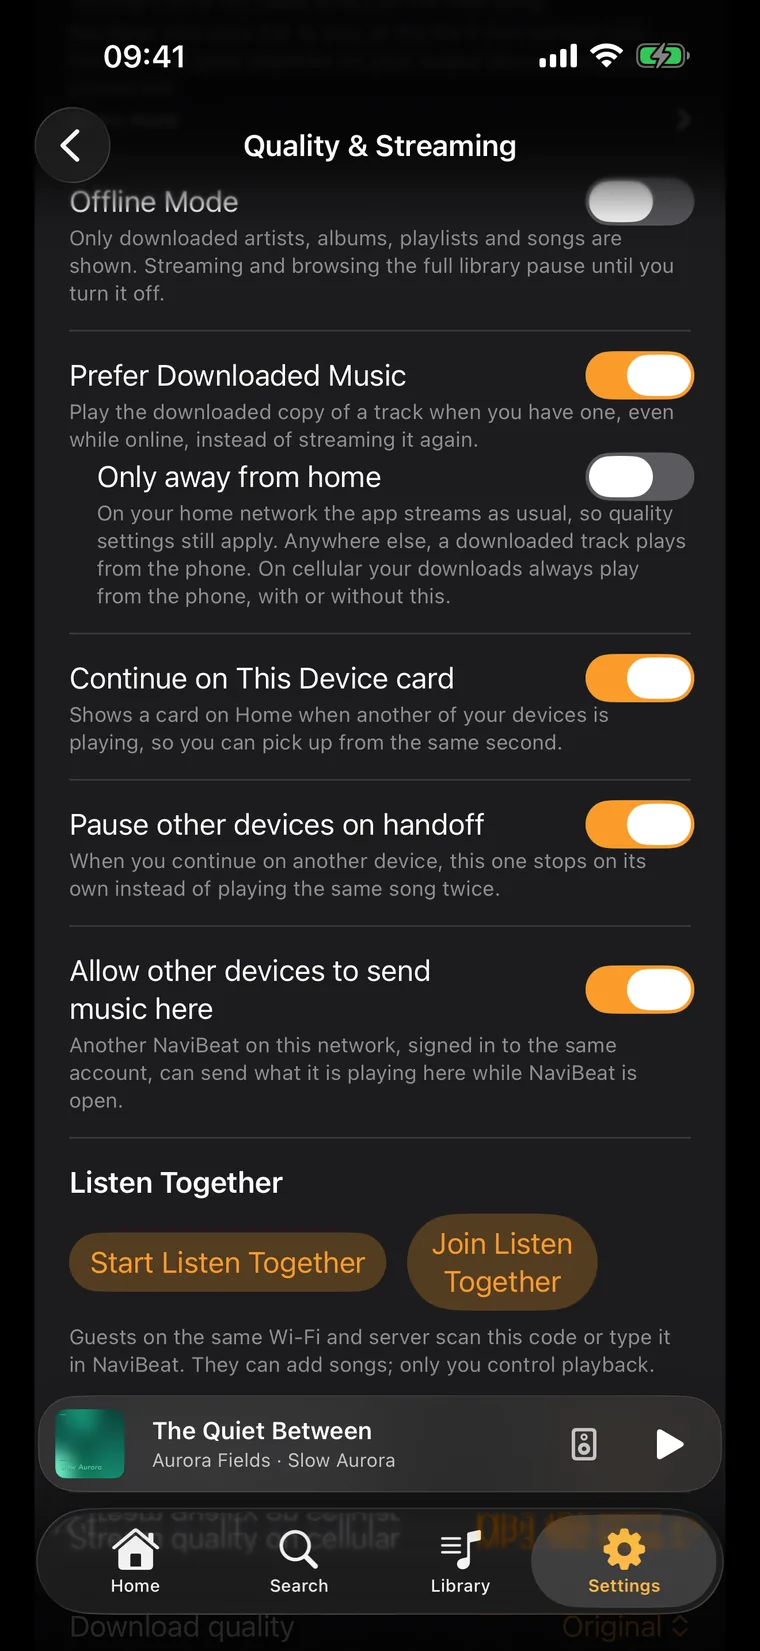 09:41
Quality & Streaming
Offline Mode
Only downloaded artists, albums, playlists and songs are
shown. Streaming and browsing the full library pause until you
turn it off.
Prefer Downloaded Music
Play the downloaded copy of a track when you have one, even
while online, instead of streaming it again.
Only away from home
On your home network the app streams as usual, so quality
settings still apply. Anywhere else, a downloaded track plays
from the phone. On cellular your downloads always play
from the phone, with or without this.
Continue on This Device card
Shows a card on Home when another of your devices is
playing, so you can pick up from the same second.
Pause other devices on handoff
When you continue on another device, this one stops on its
own instead of playing the same song twice.
Allow other devices to send
music here
Another NaviBeat on this network, signed in to the same
account, can send what it is playing here while NaviBeat is
open.
Listen Together
Start Listen Together
Join Listen
Together
Guests on the same Wi-Fi and server scan this code or type it
in NaviBeat. They can add songs; only you control playback.
The Quiet Between
Aurora Fields · Slow Aurora
Stream quality on cellular
Home
Search
Library
Settings
Download quality
Original